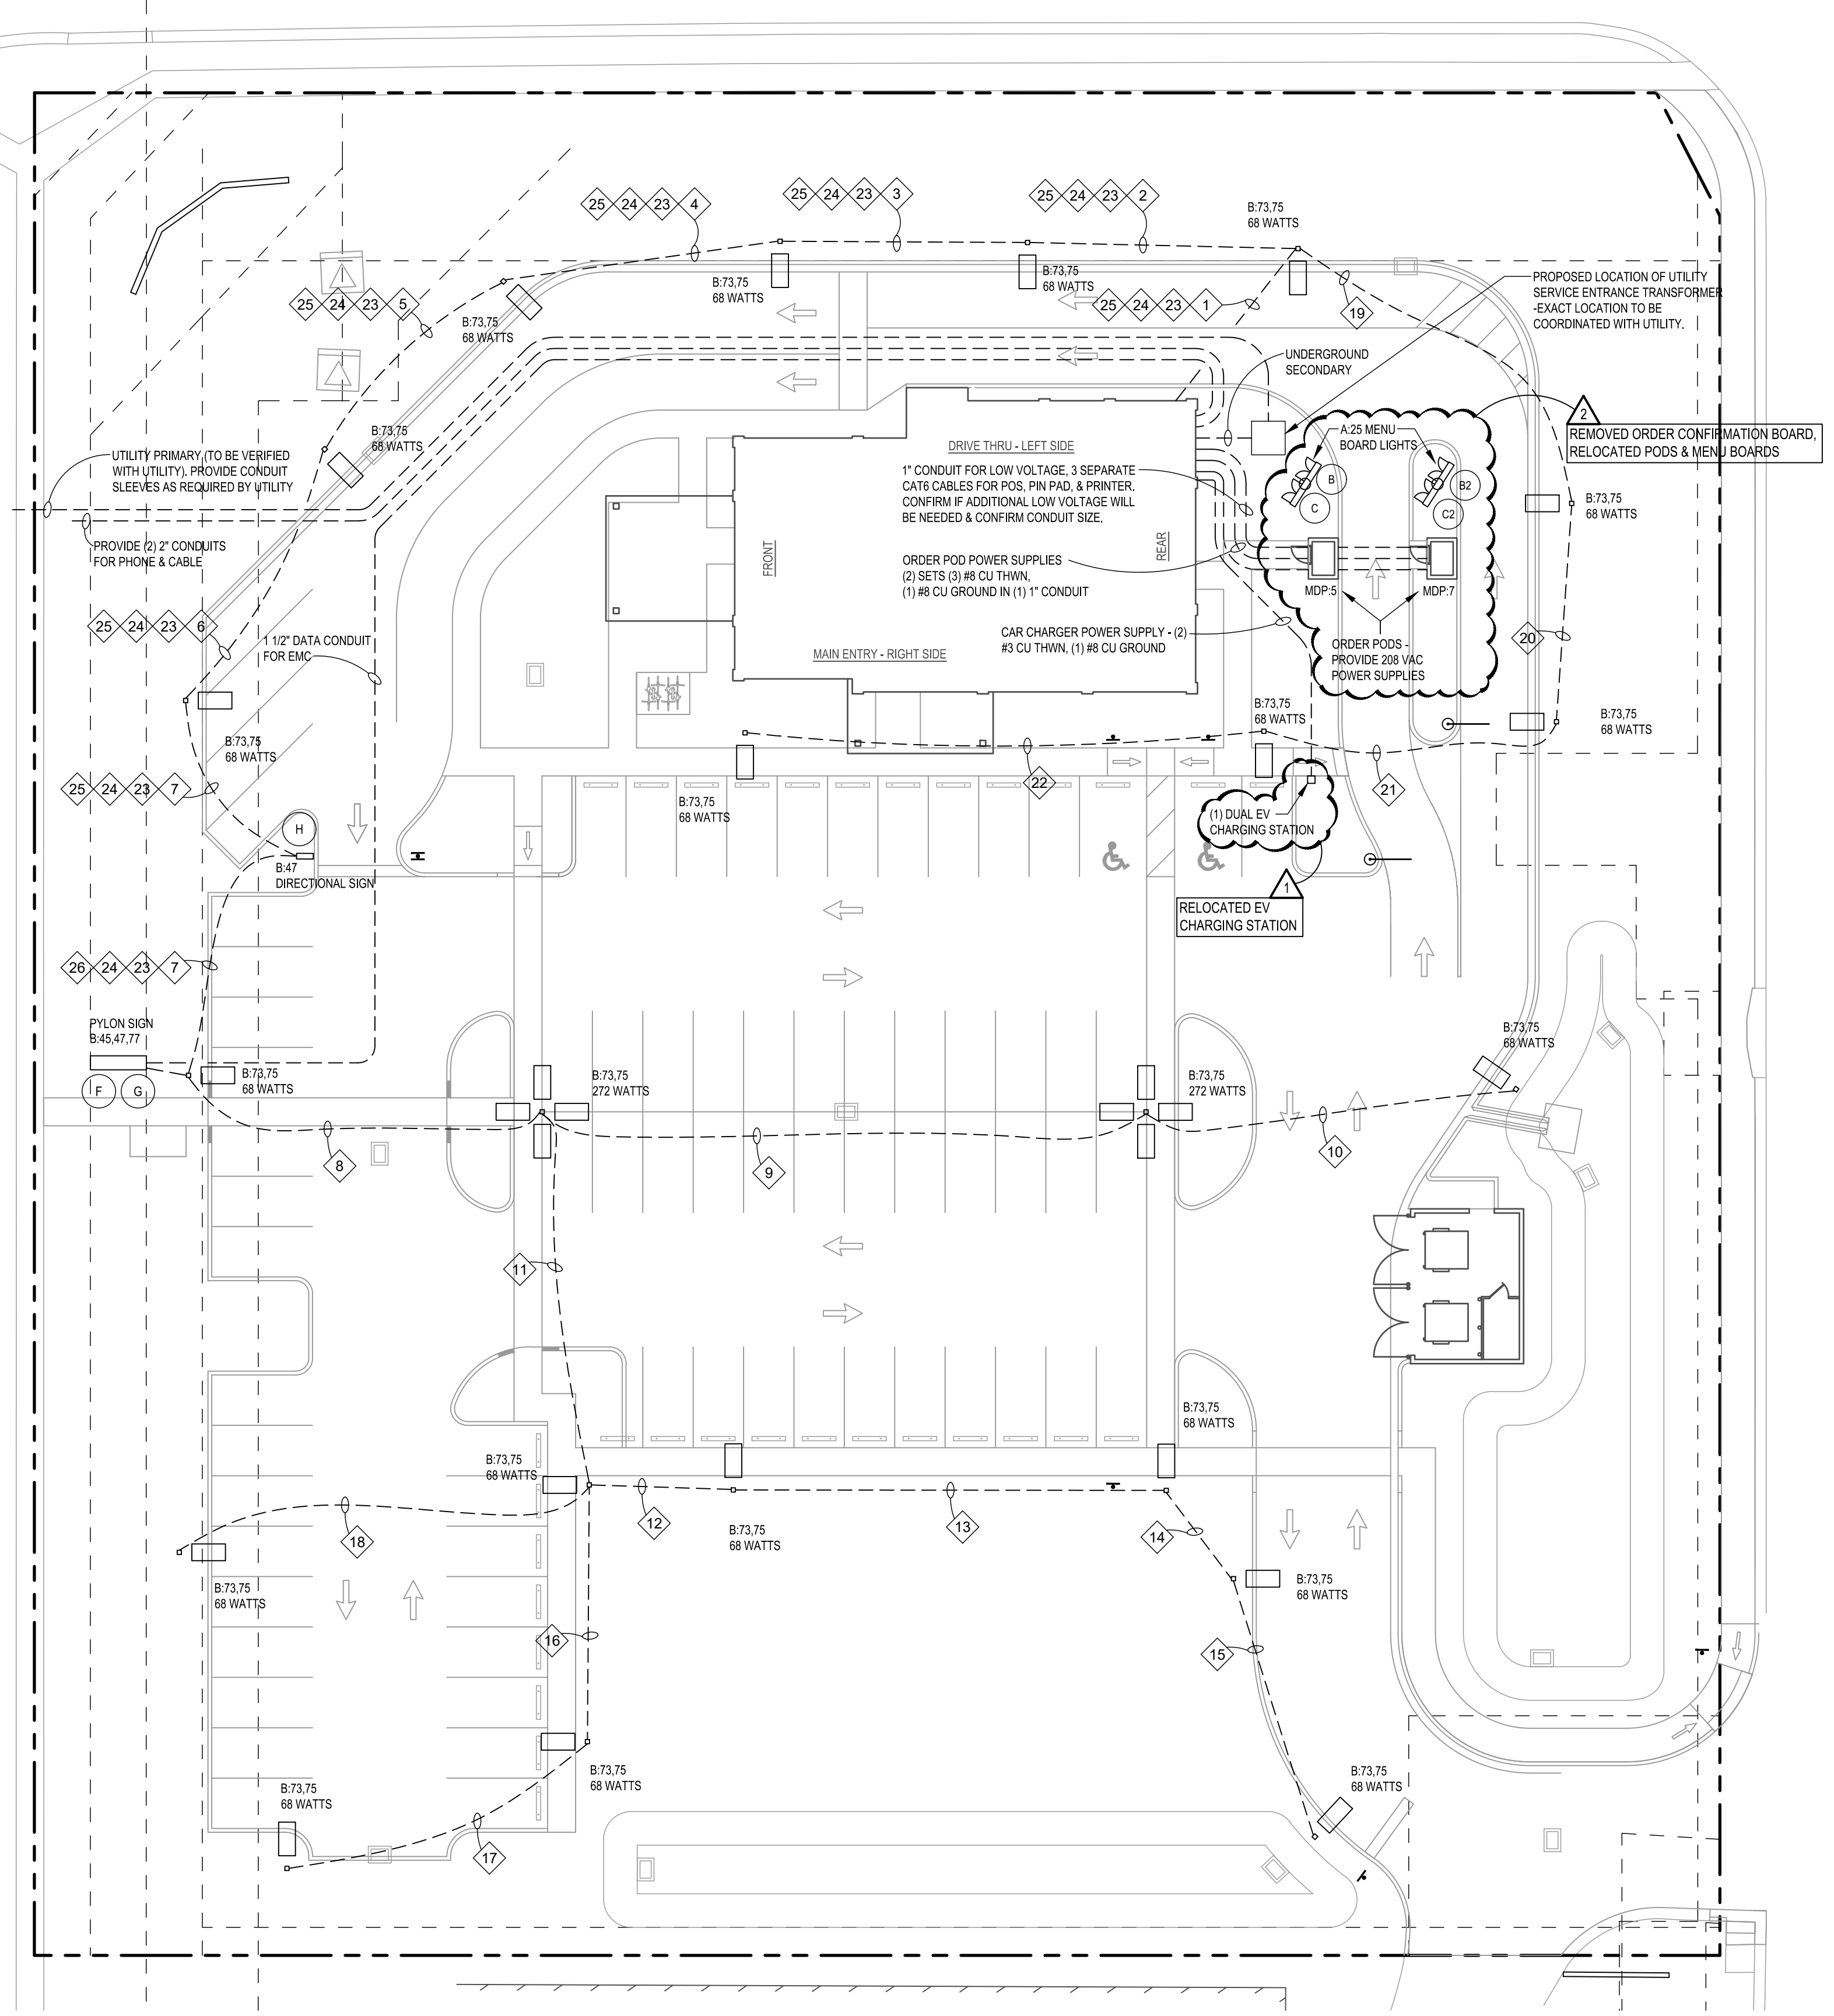 25 24 23 4
25 24 23 3
25 24 23 2
B:73,75
68 WATTS
B:73,75
68 WATTS
B:73,75
68 WATTS
25 24 23 1
19
PROPOSED LOCATION OF UTILITY
SERVICE ENTRANCE TRANSFORMER
-EXACT LOCATION TO BE
COORDINATED WITH UTILITY.
25 24 23 5
B:73,75
68 WATTS
UNDERGROUND
SECONDARY
2
REMOVED ORDER CONFIRMATION BOARD,
RELOCATED PODS & MENU BOARDS
B:73,75
68 WATTS
UTILITY PRIMARY (TO BE VERIFIED
WITH UTILITY). PROVIDE CONDUIT
SLEEVES AS REQUIRED BY UTILITY
DRIVE THRU - LEFT SIDE
A:25 MENU
BOARD LIGHTS
1" CONDUIT FOR LOW VOLTAGE, 3 SEPARATE
CAT6 CABLES FOR POS, PIN PAD, & PRINTER.
CONFIRM IF ADDITIONAL LOW VOLTAGE WILL
BE NEEDED & CONFIRM CONDUIT SIZE.
B
C
B2
C2
B:73,75
68 WATTS
PROVIDE (2) 2" CONDUITS
FOR PHONE & CABLE
FRONT
REAR
ORDER POD POWER SUPPLIES
(2) SETS (3) #8 CU THWN,
(1) #8 CU GROUND IN (1) 1" CONDUIT
MDP:5
MDP:7
25 24 23 6
1 1/2" DATA CONDUIT
FOR EMC
CAR CHARGER POWER SUPPLY - (2)
#3 CU THWN, (1) #8 CU GROUND
MAIN ENTRY - RIGHT SIDE
ORDER PODS -
PROVIDE 208 VAC
POWER SUPPLIES
20
B:73,75
68 WATTS
B:73,75
68 WATTS
B:73,75
68 WATTS
25 24 23 7
22
21
B:73,75
68 WATTS
(1) DUAL EV
CHARGING STATION
H
B:47
DIRECTIONAL SIGN
1
RELOCATED EV
CHARGING STATION
26 24 23 7
PYLON SIGN
B:45,47,77
F
G
B:73,75
68 WATTS
B:73,75
272 WATTS
B:73,75
272 WATTS
B:73,75
68 WATTS
8
9
10
11
B:73,75
68 WATTS
B:73,75
68 WATTS
12
13
14
18
B:73,75
68 WATTS
B:73,75
68 WATTS
B:73,75
68 WATTS
16
15
B:73,75
68 WATTS
B:73,75
68 WATTS
B:73,75
68 WATTS
17